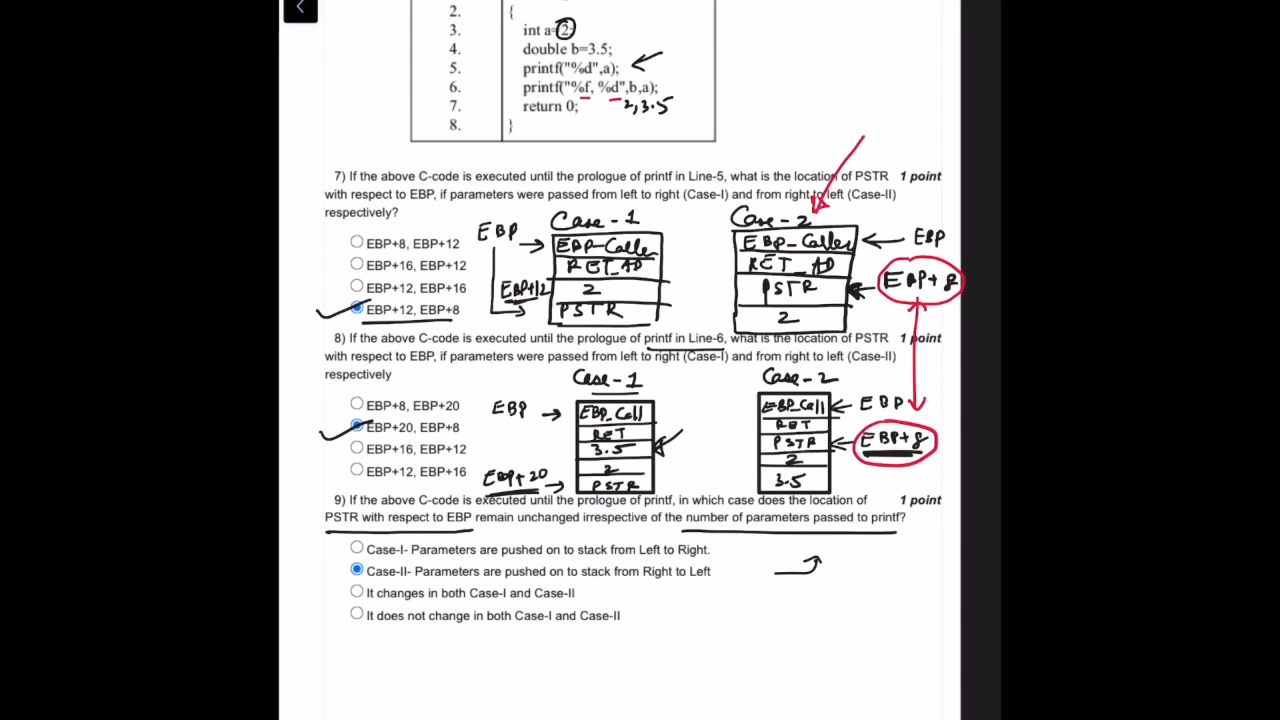 2. {
3. int a=2;
4. double b=3.5;
5. printf("%d",a);
6. printf("%f, %d",b,a);
7. return 0; 2,3.5
8. }
7) If the above C-code is executed until the prologue of printf in Line-5, what is the location of PSTR 1 point
with respect to EBP, if parameters were passed from left to right (Case-I) and from right to left (Case-II)
respectively?
Case-1
Case-2
EBP+8, EBP+12
EBP+16, EBP+12
EBP+12, EBP+16
EBP+12, EBP+8
EBP
EBP-Caller
RET_AD
EBP+12
2
PSTR
EBP_Caller
EBP
RET_AD
PSTR
EBP+8
2
8) If the above C-code is executed until the prologue of printf in Line-6, what is the location of PSTR 1 point
with respect to EBP, if parameters were passed from left to right (Case-I) and from right to left (Case-II)
respectively
Case-1
Case-2
EBP+8, EBP+20
EBP+20, EBP+8
EBP+16, EBP+12
EBP+12, EBP+16
EBP
EBP_Call
RET
3.5
2
EBP+20
PSTR
EBP_Call
EBP
RET
PSTR
EBP+8
2
3.5
9) If the above C-code is executed until the prologue of printf, in which case does the location of 1 point
PSTR with respect to EBP remain unchanged irrespective of the number of parameters passed to printf?
Case-I- Parameters are pushed on to stack from Left to Right.
Case-II- Parameters are pushed on to stack from Right to Left
It changes in both Case-I and Case-II
It does not change in both Case-I and Case-II